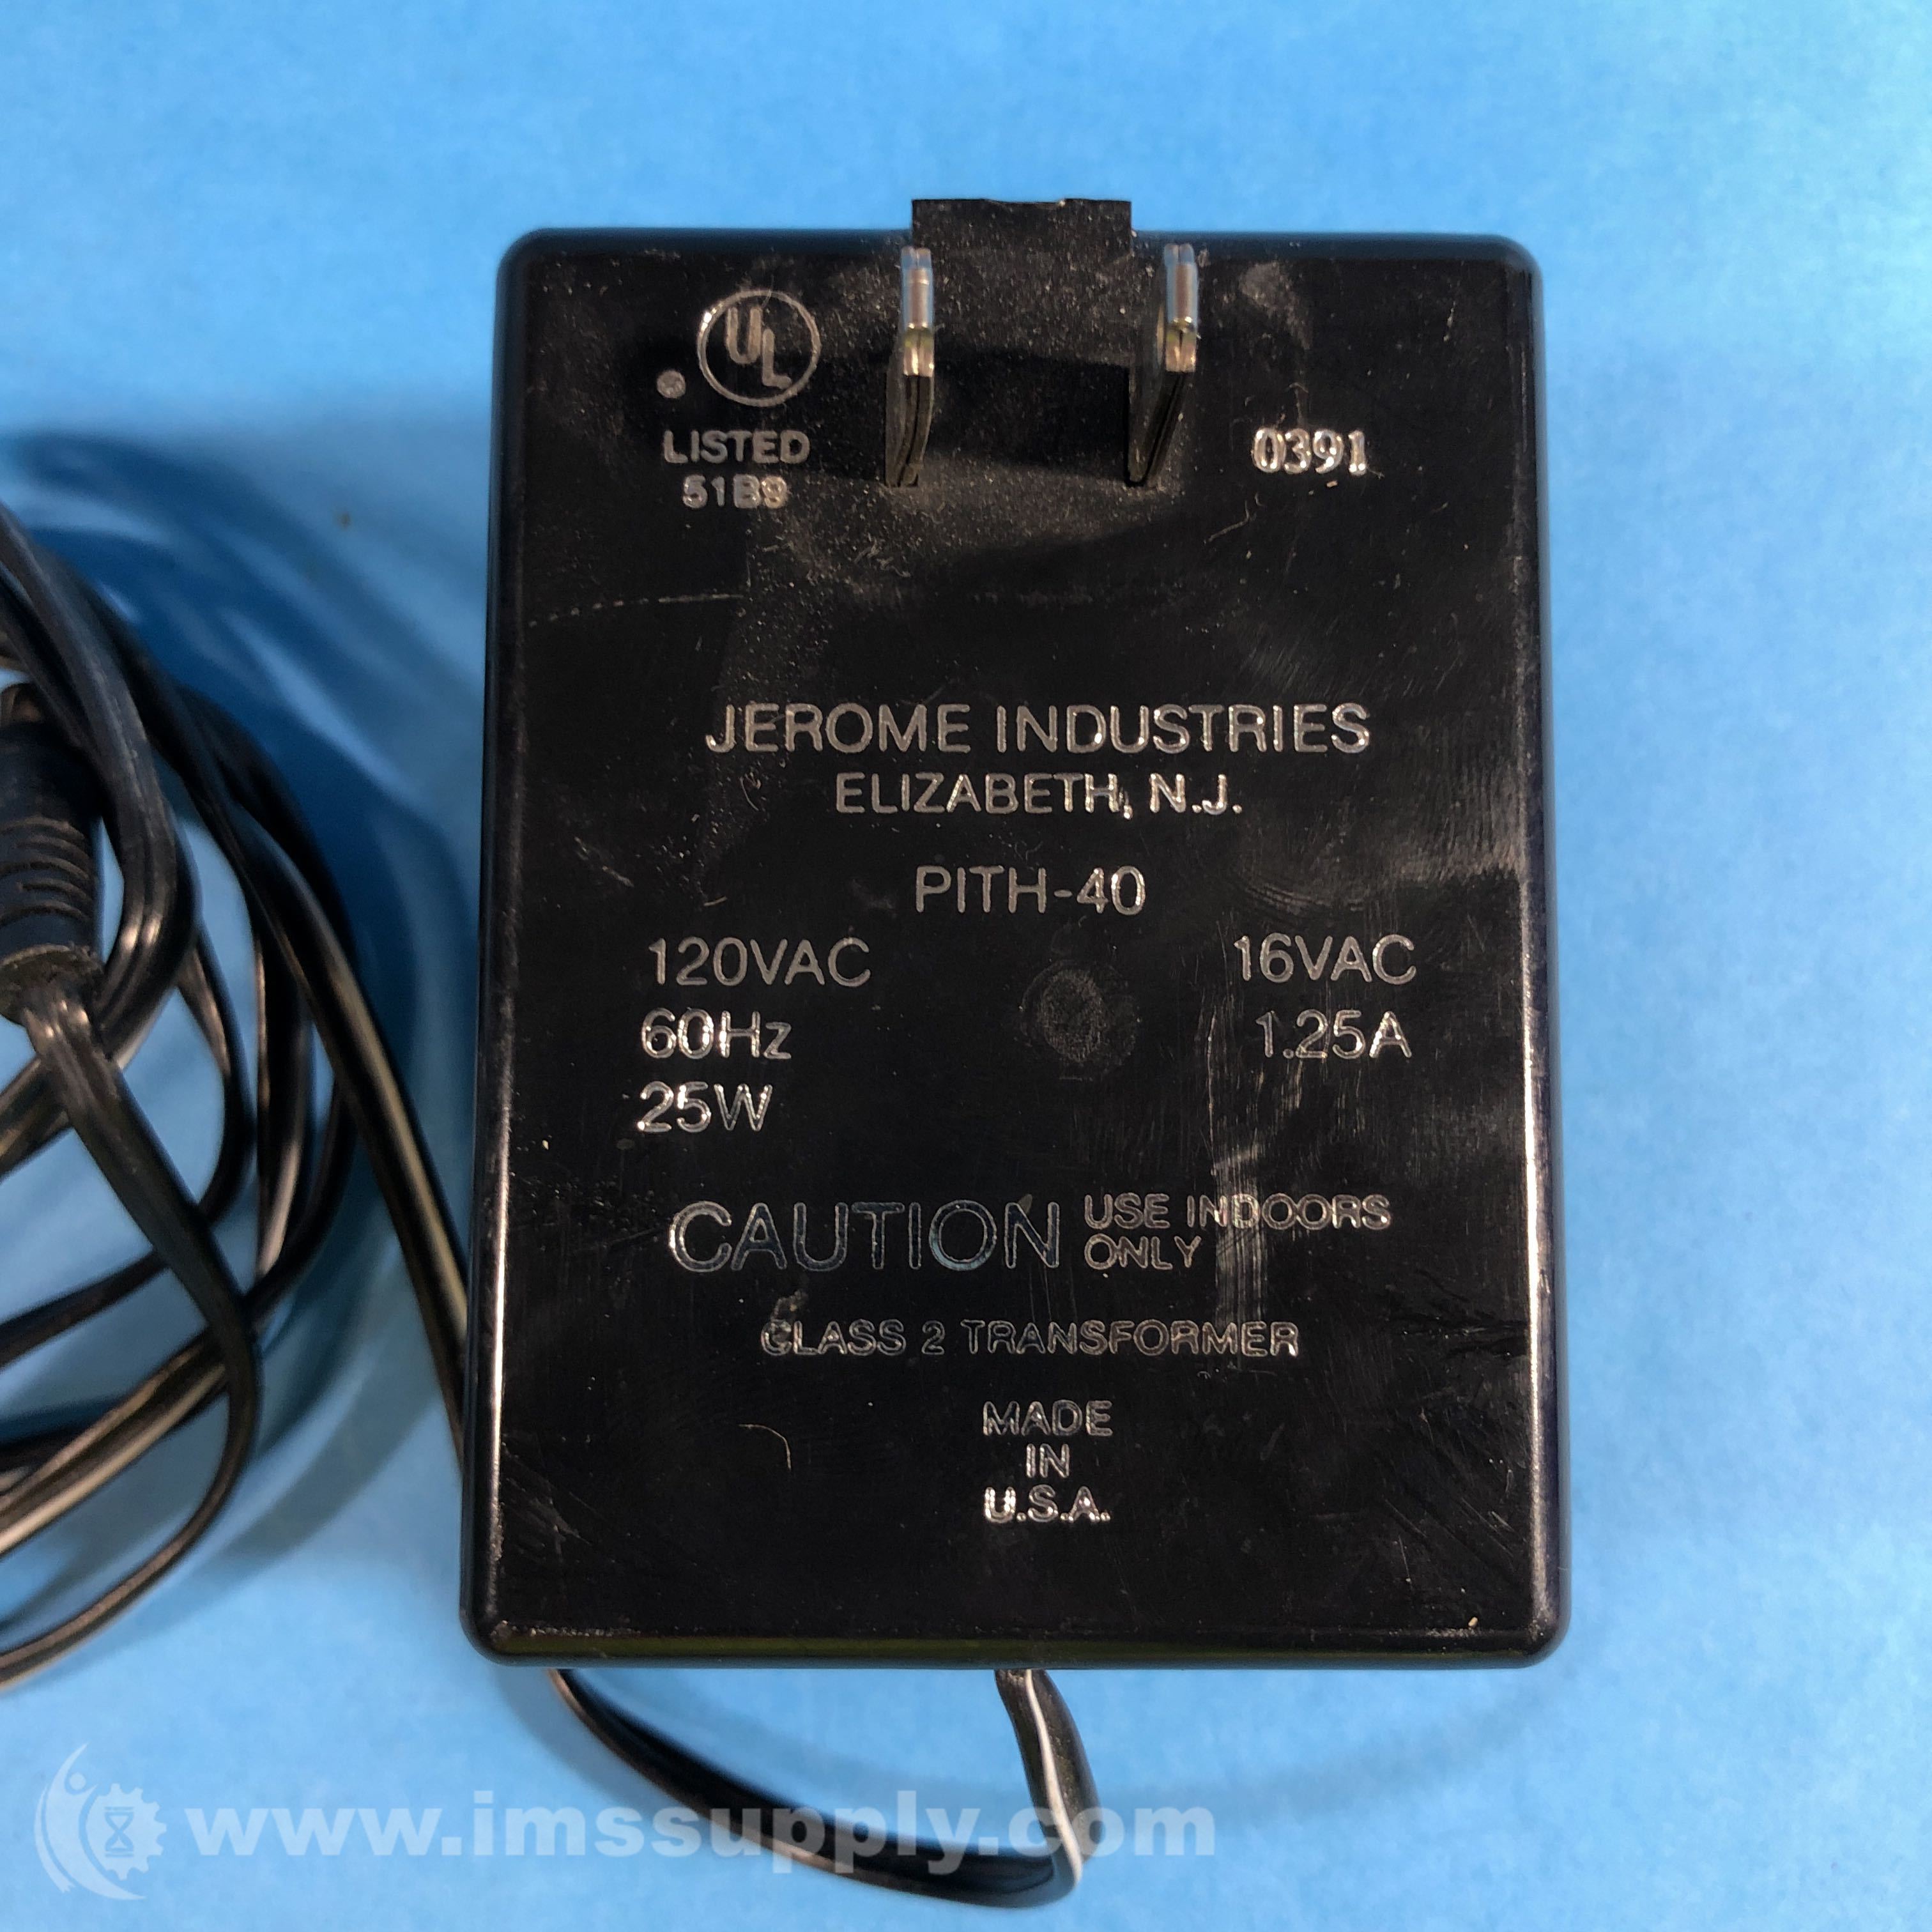 UL
LISTED
51B9
0391
JEROME INDUSTRIES
ELIZABETH, N.J.
PITH-40
120VAC 16VAC
60Hz 1.25A
25W
CAUTION USE INDOORS
ONLY
CLASS 2 TRANSFORMER
MADE
IN
U.S.A.
www.imssupply.com